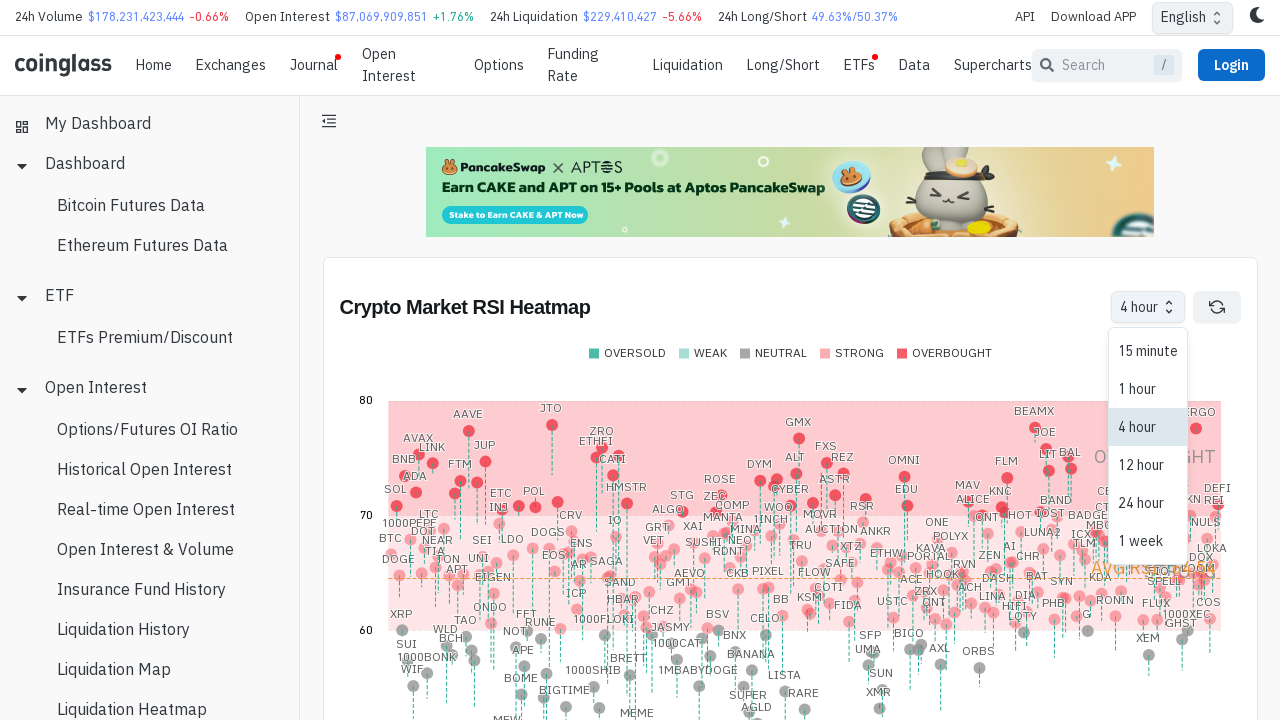 24h Volume $178,231,423,444 -0.66% Open Interest $87,069,909,851 +1.76% 24h Liquidation $229,410,427 -5.66% 24h Long/Short 49.63%/50.37% API Download APP English
coinglass Home Exchanges Journal Open Interest Options Funding Rate Liquidation Long/Short ETFs Data Supercharts Search / Login
My Dashboard
Dashboard
Bitcoin Futures Data
Ethereum Futures Data
ETF
ETFs Premium/Discount
Open Interest
Options/Futures OI Ratio
Historical Open Interest
Real-time Open Interest
Open Interest & Volume
Insurance Fund History
Liquidation History
Liquidation Map
Liquidation Heatmap
PancakeSwap × APTOS
Earn CAKE and APT on 15+ Pools at Aptos PancakeSwap
Stake to Earn CAKE & APT Now
Crypto Market RSI Heatmap
4 hour
15 minute
1 hour
4 hour
12 hour
24 hour
1 week
OVERSOLD WEAK NEUTRAL STRONG OVERBOUGHT
80
JTO
AAVE BEAMX
GMX
ZRO JOE
AVAX ETHFI
LINK JUP FXS BAL
BNB FTM CATI DYM ALT REZ OMNI FLM LIT
ADA ROSE ASTR KNC
SOL ETC POL HMSTR STG CYBER EDU MAV DEFI
INJ ZEC COMP WOO RSR ALICE BAND REI
70
LTC CRV IO ALGO MANTA 1INCH MOVR ONT HOT TOST BADGE
1000PEPE GRT XAI MINA AUCTION ANKR ONE LUNA2 ICX NULS
BTC DOT NEAR SEI LDO DOGS ENS VET SUSHI NEO TRU XTZ POLYX TLM
DOGE TIA TON UNI EOS SAGA RDNT ETHW KAVA PORTAL ZEN AI CHR
APT EIGEN AR SAND AEVO CKB PIXEL FLOW SAPE ACE HOOK RVN DASH BAT SYN KDA LOOM
ICP HBAR GMT COTI ZRX ACH LINA DIA SPELL
60
XRP ONDO FFT 1000FLOKI CHZ BSV BB KSM FIDA USTC QNT HIFI PHB RONIN FLUX COS
TAO RUNE JASMY CELO LQTY G 1000XEC
SUI WLD BCH NOT 1000CAT BNX SFP BICO XEM GHST
1000BONK APE BRETT BANANA UMA AXL ORBS
WIF BOME 1000SHIB 1MBABYDOGE LISTA SUN
BIGTIME SUPER RARE XMR
MEW MEME AGLD